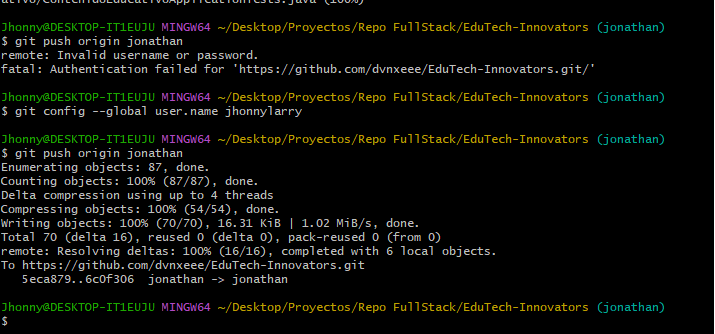 ativo/ContenidoEducativoApplicationTests.java (100%)
Jhonny@DESKTOP-IT1EUJU MINGW64 ~/Desktop/Proyectos/Repo FullStack/EduTech-Innovators (jonathan)
$ git push origin jonathan
remote: Invalid username or password.
fatal: Authentication failed for 'https://github.com/dvnxeee/EduTech-Innovators.git/'
Jhonny@DESKTOP-IT1EUJU MINGW64 ~/Desktop/Proyectos/Repo FullStack/EduTech-Innovators (jonathan)
$ git config --global user.name jhonnylarry
Jhonny@DESKTOP-IT1EUJU MINGW64 ~/Desktop/Proyectos/Repo FullStack/EduTech-Innovators (jonathan)
$ git push origin jonathan
Enumerating objects: 87, done.
Counting objects: 100% (87/87), done.
Delta compression using up to 4 threads
Compressing objects: 100% (54/54), done.
Writing objects: 100% (70/70), 16.31 KiB | 1.02 MiB/s, done.
Total 70 (delta 16), reused 0 (delta 0), pack-reused 0 (from 0)
remote: Resolving deltas: 100% (16/16), completed with 6 local objects.
To https://github.com/dvnxeee/EduTech-Innovators.git
   5eca879..6c0f306  jonathan -> jonathan
Jhonny@DESKTOP-IT1EUJU MINGW64 ~/Desktop/Proyectos/Repo FullStack/EduTech-Innovators (jonathan)
$